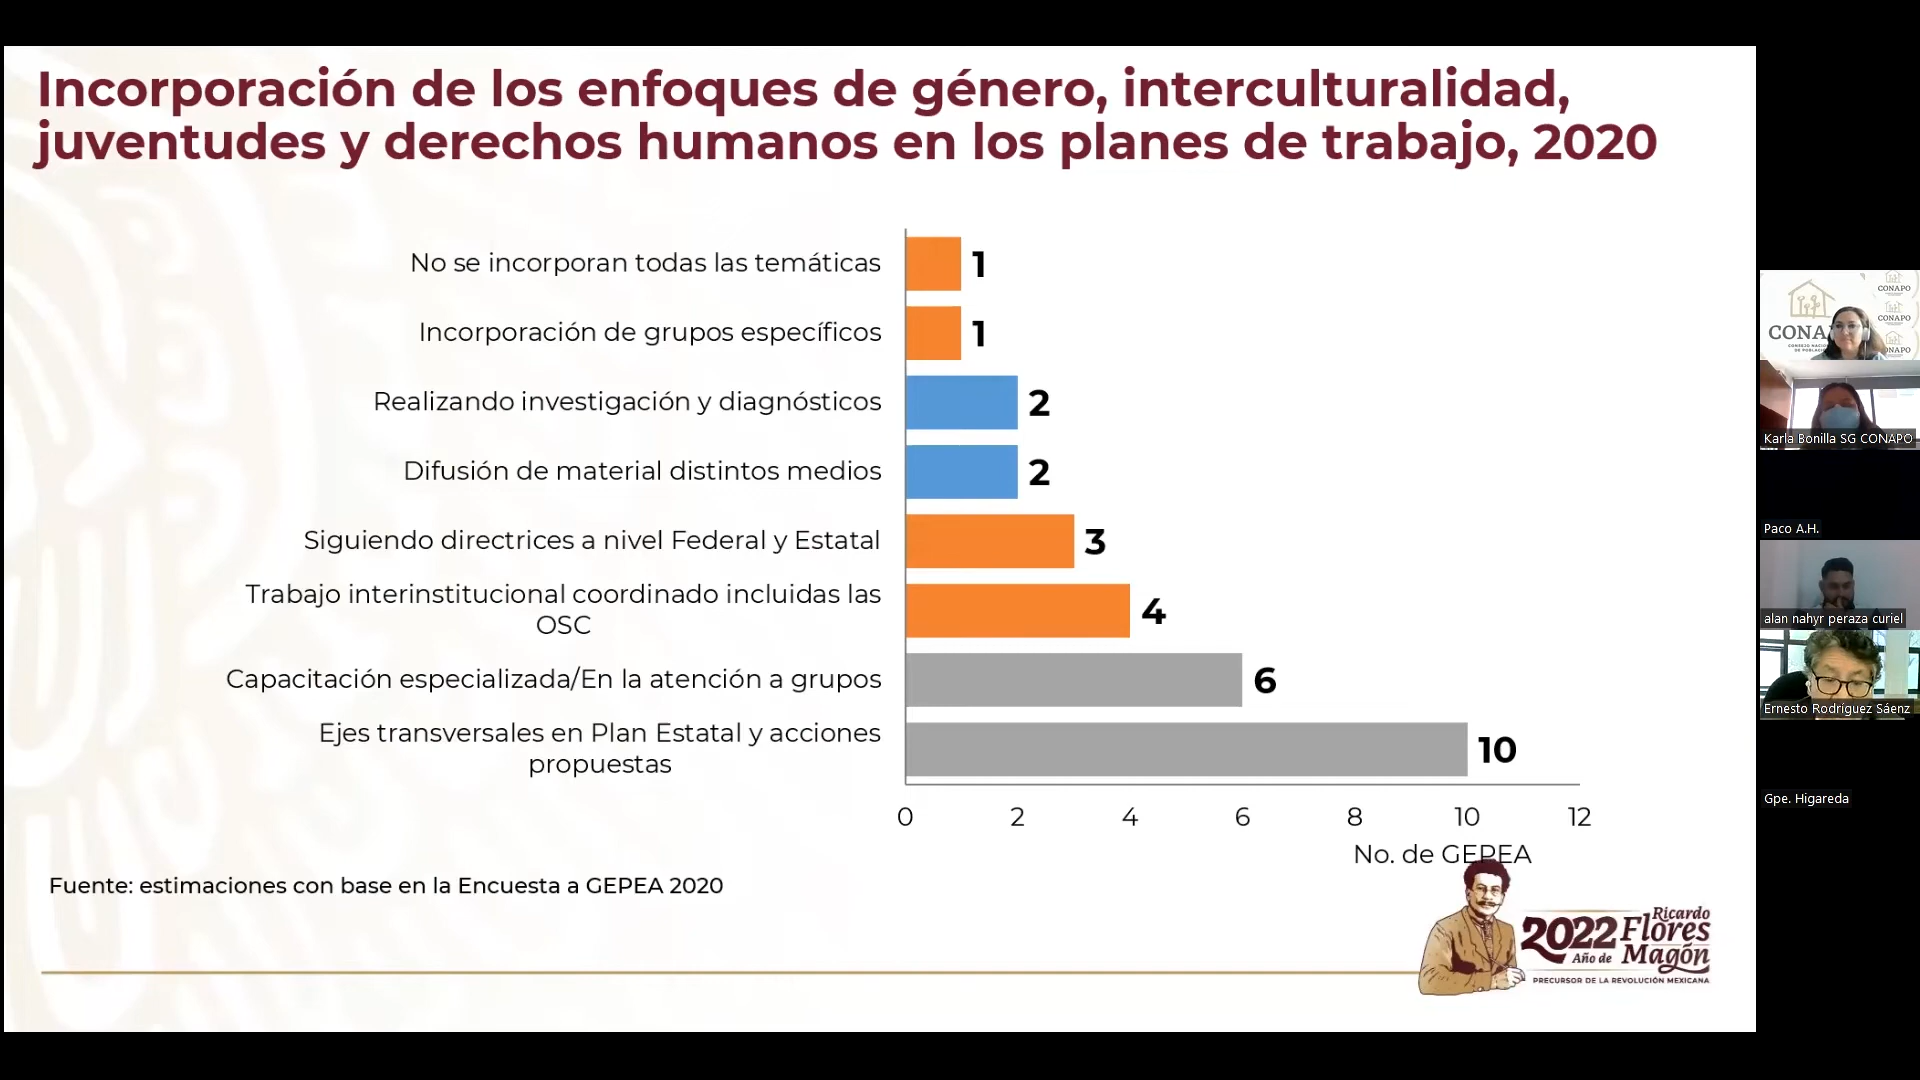 Incorporación de los enfoques de género, interculturalidad,
juventudes y derechos humanos en los planes de trabajo, 2020
No se incorporan todas las temáticas
1
Incorporación de grupos específicos
1
Realizando investigación y diagnósticos
2
Difusión de material distintos medios
2
Siguiendo directrices a nivel Federal y Estatal
3
Trabajo interinstitucional coordinado incluidas las
OSC
4
Capacitación especializada/En la atención a grupos
6
Ejes transversales en Plan Estatal y acciones
propuestas
10
0 2 4 6 8 10 12
No. de GEPEA
Fuente: estimaciones con base en la Encuesta a GEPEA 2020
2022
Año de
Ricardo
Flores
Magón
PRECURSOR DE LA REVOLUCIÓN MEXICANA
CONAPO
CONAPO
Karla Bonilla SG CONAPO
Paco A.H.
alan nahyr peraza curiel
Ernesto Rodríguez Sáenz
Gpe. Higareda